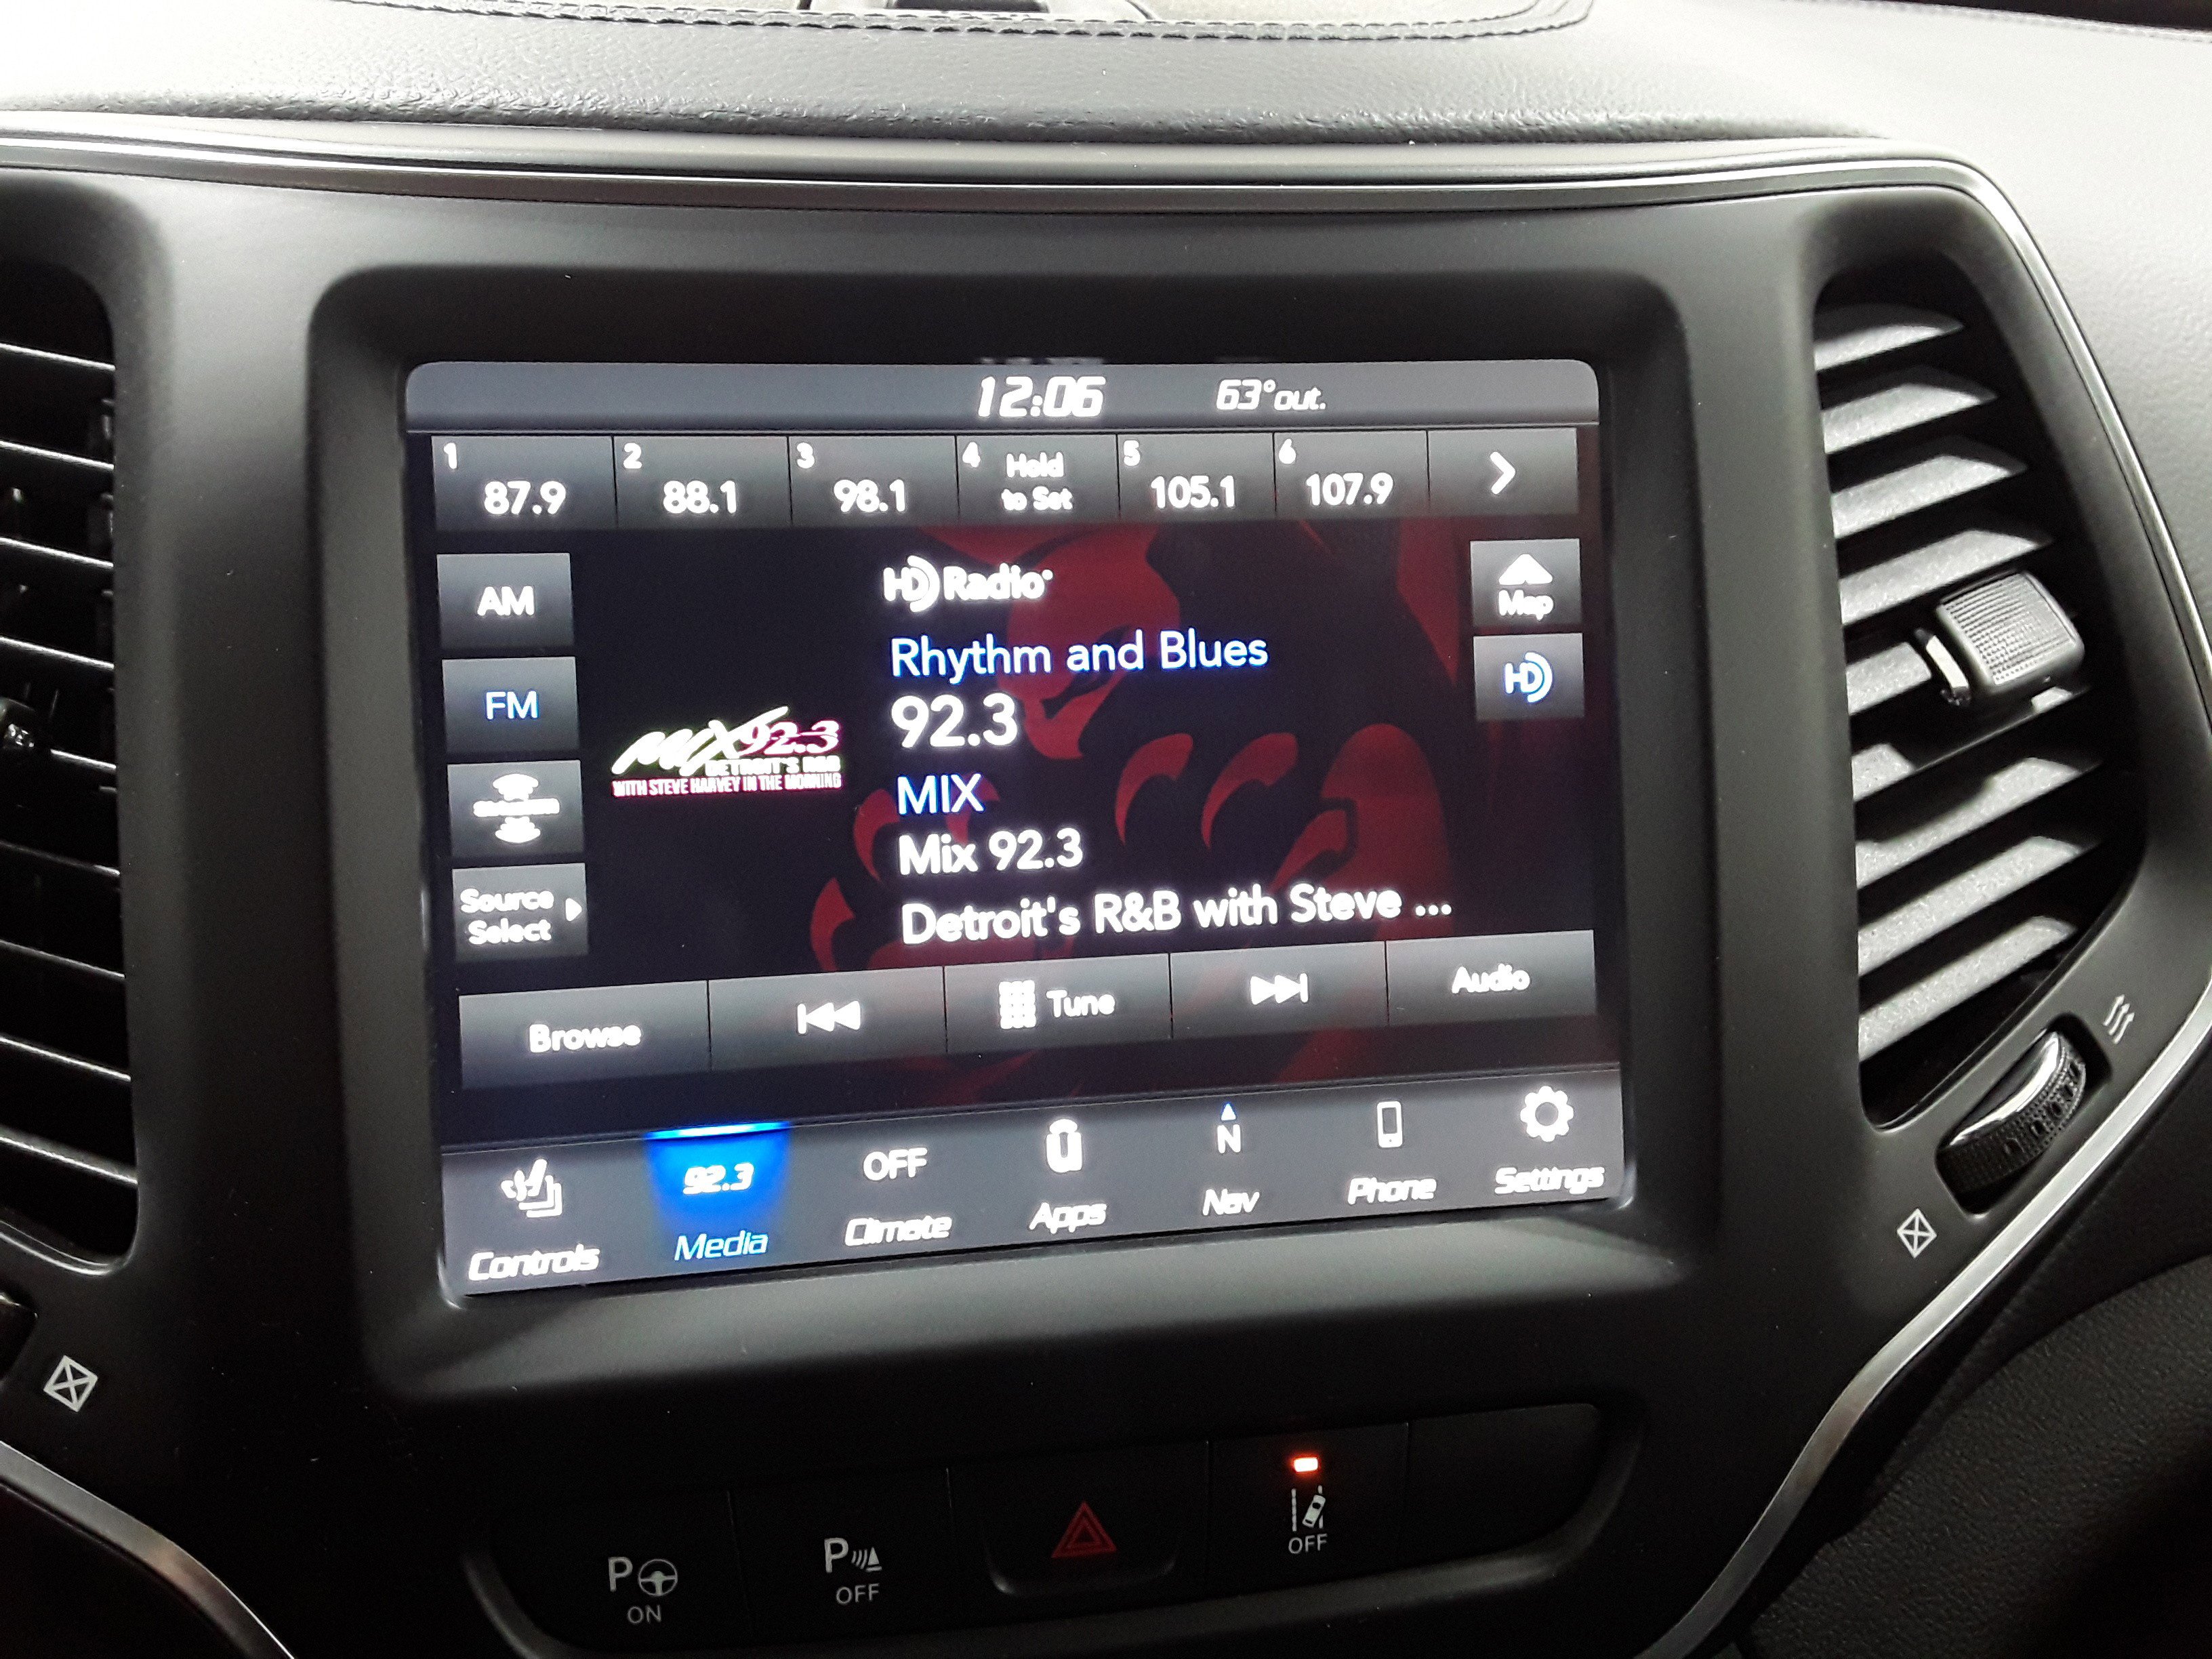 12:06 63°out.
1 2 3 4 Hold to Set 5 6
87.9 88.1 98.1 105.1 107.9
AM
HD Radio
Map
Rhythm and Blues
FM
HD
92.3
MIX 92.3
DETROIT'S R&B
WITH STEVE HARVEY IN THE MORNING
MIX
Mix 92.3
Source
Select
Detroit's R&B with Steve ...
Browse Tune Audio
92.3 OFF N
Controls Media Climate Apps Nav Phone Settings
P ON
P OFF
OFF